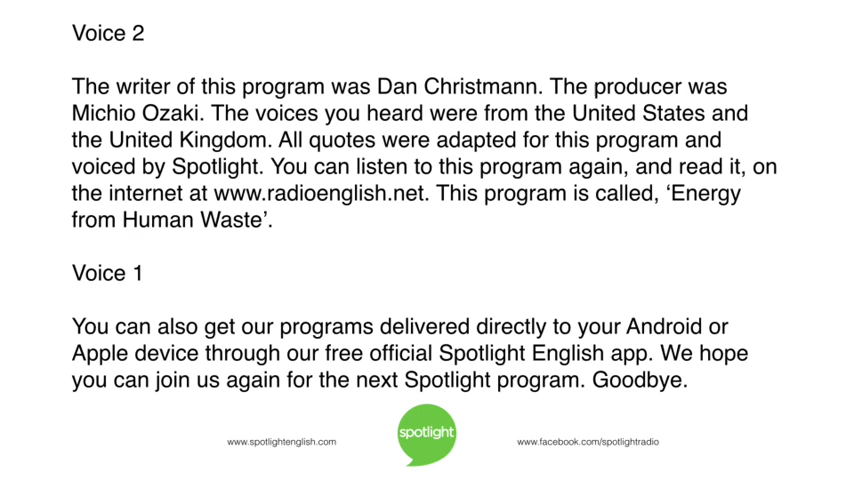 Voice 2
The writer of this program was Dan Christmann. The producer was
Michio Ozaki. The voices you heard were from the United States and
the United Kingdom. All quotes were adapted for this program and
voiced by Spotlight. You can listen to this program again, and read it, on
the internet at www.radioenglish.net. This program is called, ‘Energy
from Human Waste’.
Voice 1
You can also get our programs delivered directly to your Android or
Apple device through our free official Spotlight English app. We hope
you can join us again for the next Spotlight program. Goodbye.
www.spotlightenglish.com
spotlight
www.facebook.com/spotlightradio